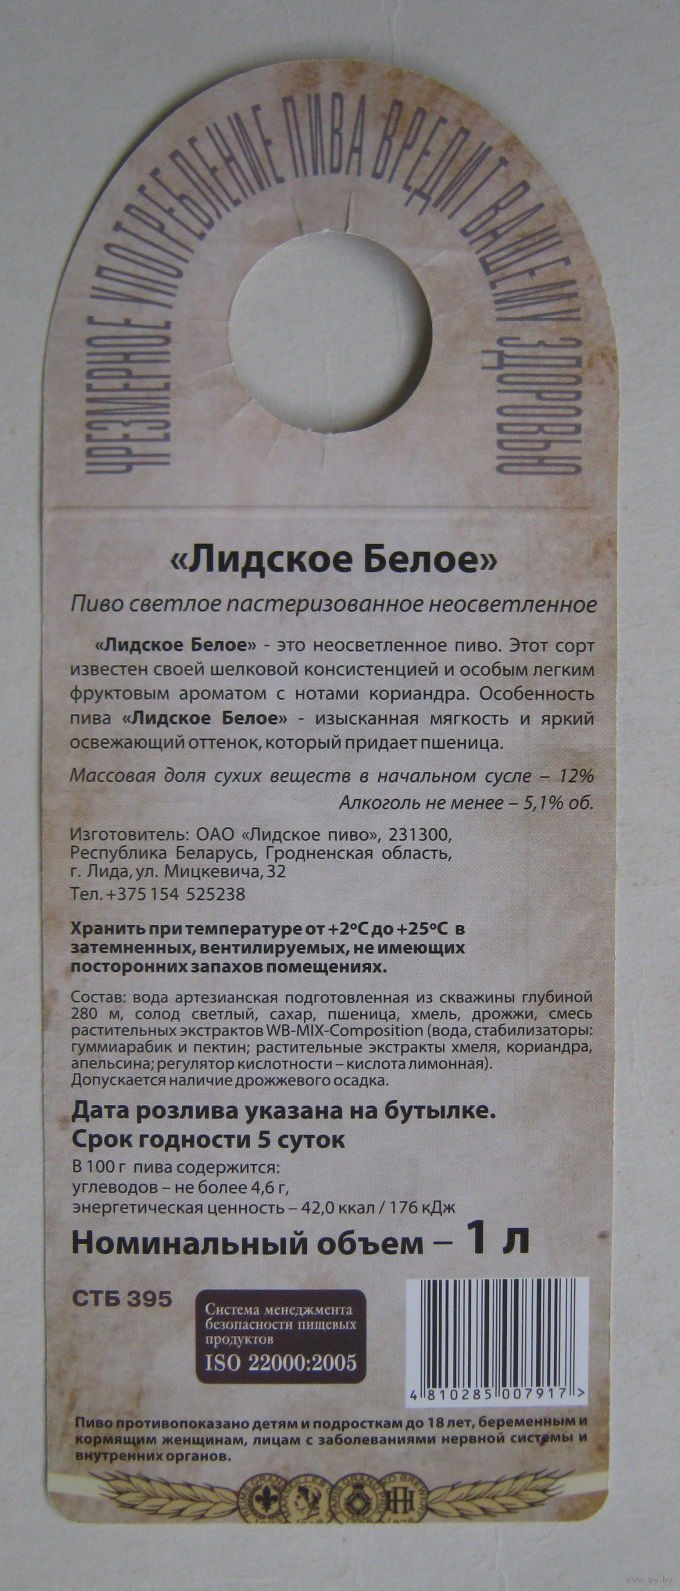 ЧРЕЗМЕРНОЕ УПОТРЕБЛЕНИЕ ПИВА ВРЕДИТ ВАШЕМУ ЗДОРОВЬЮ
«Лидское Белое»
Пиво светлое пастеризованное неосветленное
«Лидское Белое» - это неосветленное пиво. Этот сорт
известен своей шелковой консистенцией и особым легким
фруктовым ароматом с нотами кориандра. Особенность
пива «Лидское Белое» - изысканная мягкость и яркий
освежающий оттенок, который придает пшеница.
Массовая доля сухих веществ в начальном сусле – 12%
Алкоголь не менее – 5,1% об.
Изготовитель: ОАО «Лидское пиво», 231300,
Республика Беларусь, Гродненская область,
г. Лида, ул. Мицкевича, 32
Тел. +375 154 525238
Хранить при температуре от +2ºС до +25ºС в
затемненных, вентилируемых, не имеющих
посторонних запахов помещениях.
Состав: вода артезианская подготовленная из скважины глубиной
280 м, солод светлый, сахар, пшеница, хмель, дрожжи, смесь
растительных экстрактов WB-MIX-Composition (вода, стабилизаторы:
гуммиарабик и пектин; растительные экстракты хмеля, кориандра,
апельсина; регулятор кислотности – кислота лимонная).
Допускается наличие дрожжевого осадка.
Дата розлива указана на бутылке.
Срок годности 5 суток
В 100 г пива содержится:
углеводов – не более 4,6 г,
энергетическая ценность – 42,0 ккал / 176 кДж
Номинальный объем – 1 л
СТБ 395
Система менеджмента
безопасности пищевых
продуктов
ISO 22000:2005
4 810285 007917 >
Пиво противопоказано детям и подросткам до 18 лет, беременным и
кормящим женщинам, лицам с заболеваниями нервной системы и
внутренних органов.
www.ay.by